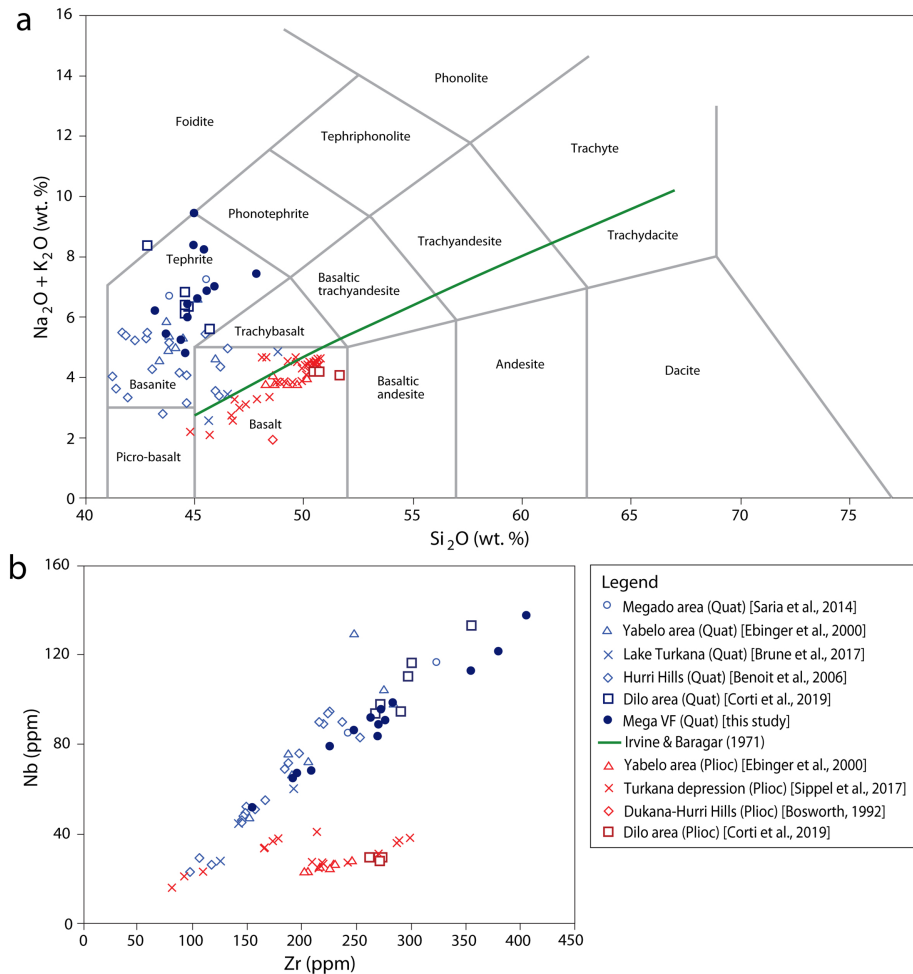 a
16
14
12
10
8
6
4
2
0
Na2O + K2O (wt. %)
Phonolite
Foidite
Tephriphonolite
Trachyte
Phonotephrite
Trachyandesite
Trachydacite
Tephrite
Basaltic
trachyandesite
Trachybasalt
Basanite
Basalt
Basaltic
andesite
Andesite
Dacite
Picro-basalt
40 45 50 55 60 65 70 75
Si2O (wt. %)
b
160
120
80
40
0
Nb (ppm)
0 50 100 150 200 250 300 350 400 450
Zr (ppm)
Legend
Megado area (Quat) [Saria et al., 2014]
Yabelo area (Quat) [Ebinger et al., 2000]
Lake Turkana (Quat) [Brune et al., 2017]
Hurri Hills (Quat) [Benoit et al., 2006]
Dilo area (Quat) [Corti et al., 2019]
Mega VF (Quat) [this study]
Irvine & Baragar (1971)
Yabelo area (Plioc) [Ebinger et al., 2000]
Turkana depression (Plioc) [Sippel et al., 2017]
Dukana-Hurri Hills (Plioc) [Bosworth, 1992]
Dilo area (Plioc) [Corti et al., 2019]